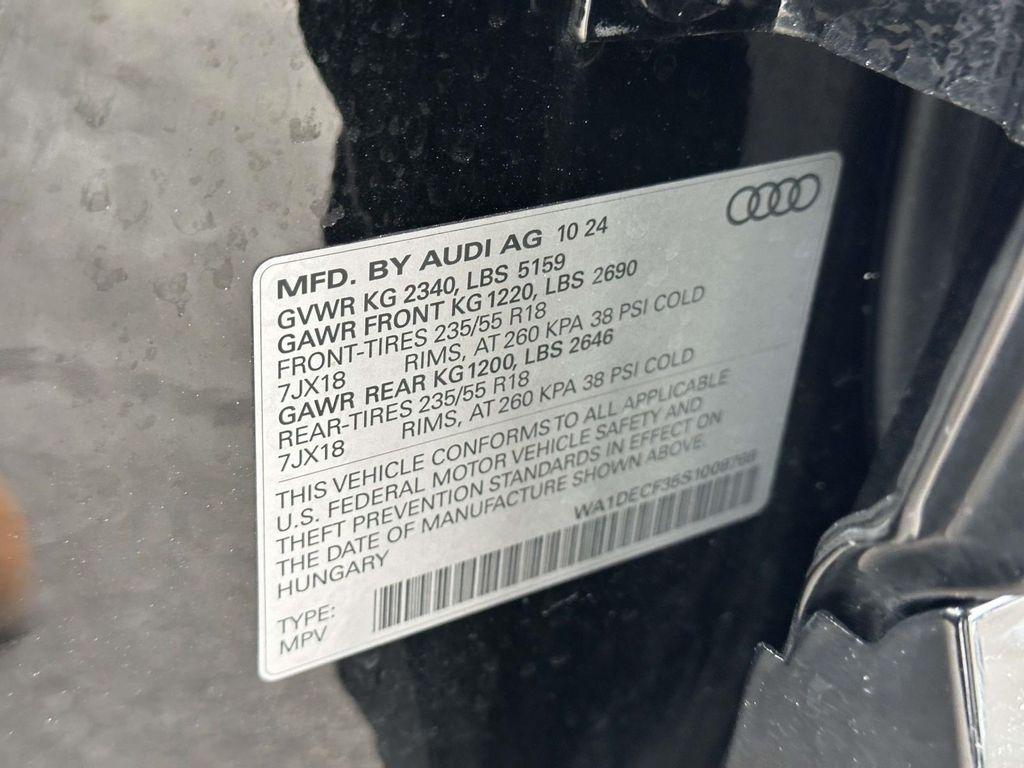 MFD. BY AUDI AG 10 24
GVWR KG 2340, LBS 5159
GAWR FRONT KG 1220, LBS 2690
FRONT-TIRES 235/55 R18
7JX18 RIMS, AT 260 KPA 38 PSI COLD
GAWR REAR KG 1200, LBS 2646
REAR-TIRES 235/55 R18
7JX18 RIMS, AT 260 KPA 38 PSI COLD
THIS VEHICLE CONFORMS TO ALL APPLICABLE
U.S. FEDERAL MOTOR VEHICLE SAFETY AND
THEFT PREVENTION STANDARDS IN EFFECT ON
THE DATE OF MANUFACTURE SHOWN ABOVE.
HUNGARY
TYPE:
MPV